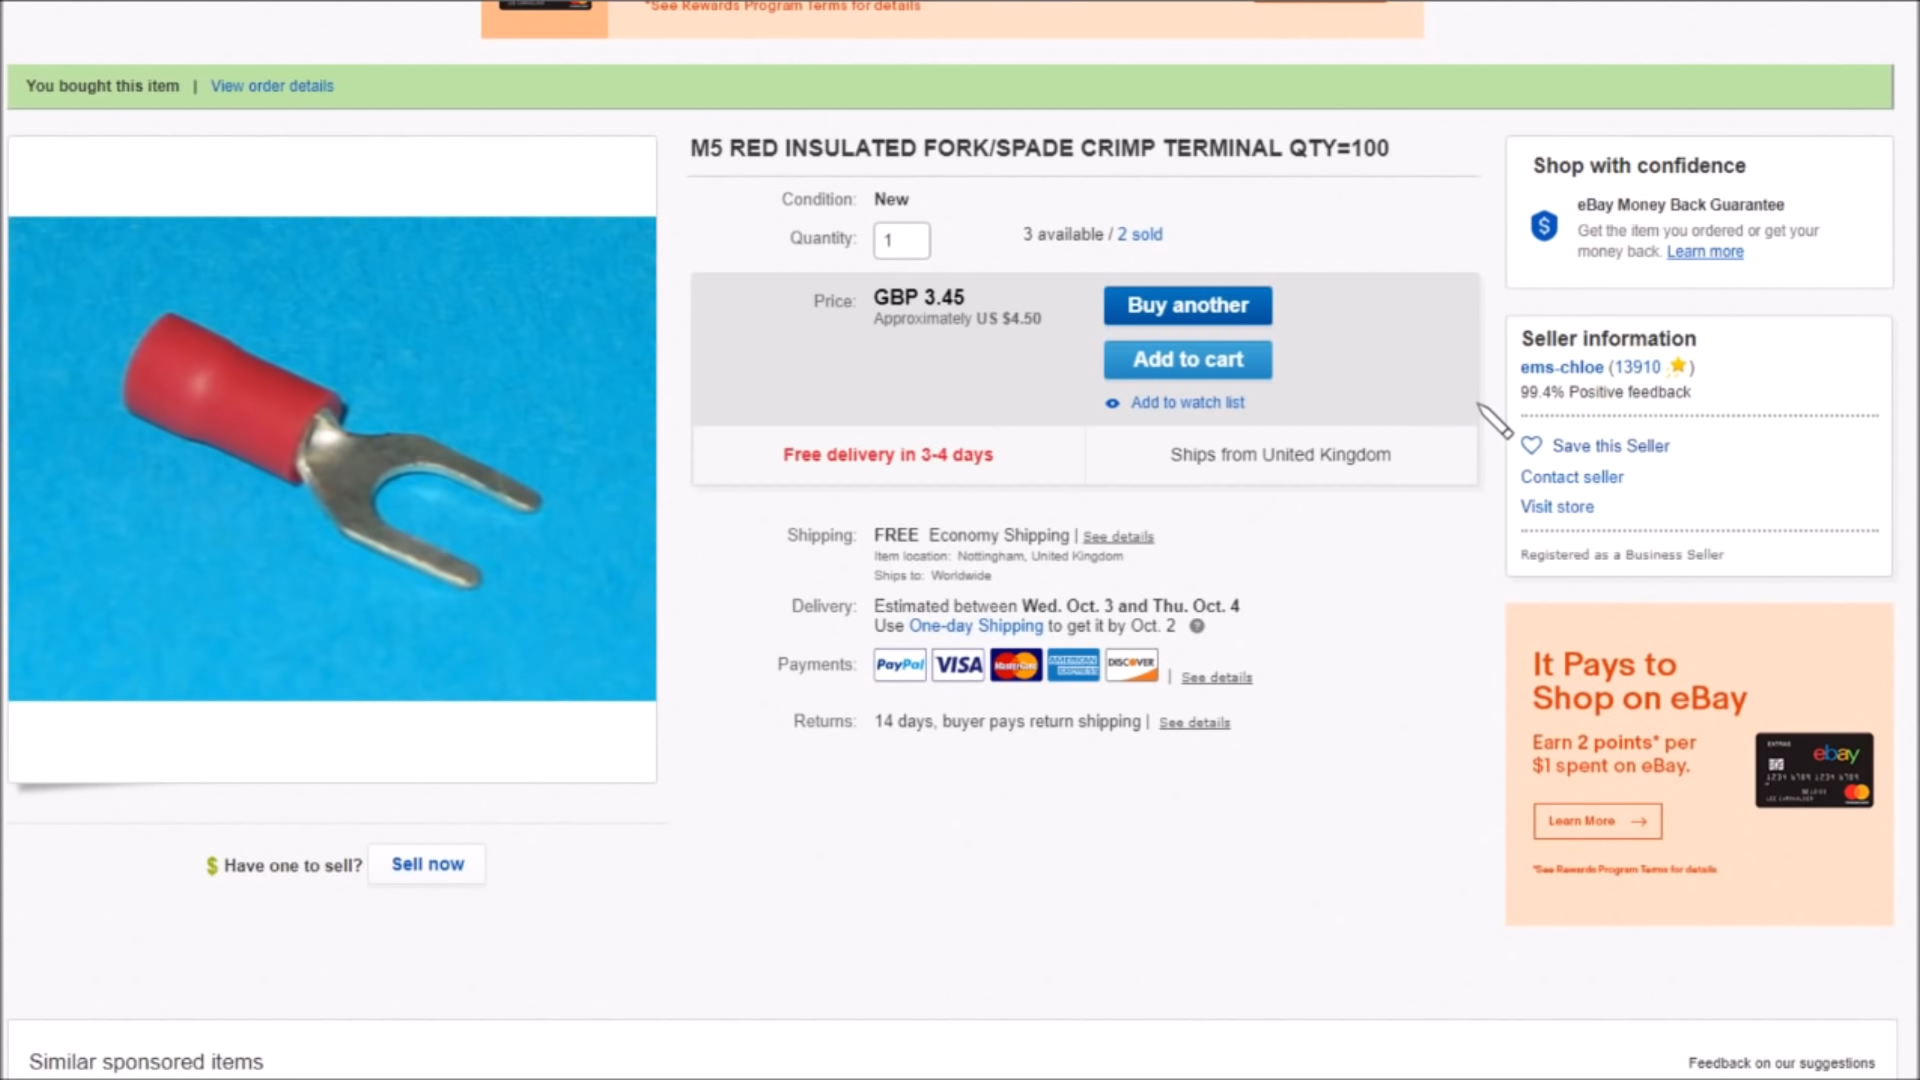 *See Rewards Program Terms for details
You bought this item | View order details
M5 RED INSULATED FORK/SPADE CRIMP TERMINAL QTY=100
Condition: New
Quantity: 1 3 available / 2 sold
Price: GBP 3.45
Approximately US $4.50
Buy another
Add to cart
Add to watch list
Free delivery in 3-4 days
Ships from United Kingdom
Shipping: FREE Economy Shipping | See details
Item location: Nottingham, United Kingdom
Ships to: Worldwide
Delivery: Estimated between Wed. Oct. 3 and Thu. Oct. 4
Use One-day Shipping to get it by Oct. 2 ?
Payments: PayPal VISA MasterCard AMERICAN EXPRESS DISCOVER | See details
Returns: 14 days, buyer pays return shipping | See details
$ Have one to sell? Sell now
Shop with confidence
eBay Money Back Guarantee
$
Get the item you ordered or get your
money back. Learn more
Seller information
ems-chloe (13910)
99.4% Positive feedback
Save this Seller
Contact seller
Visit store
Registered as a Business Seller
It Pays to
Shop on eBay
Earn 2 points* per
$1 spent on eBay.
EXTRAS
ebay
Learn More →
*See Rewards Program Terms for details
Similar sponsored items
Feedback on our suggestions